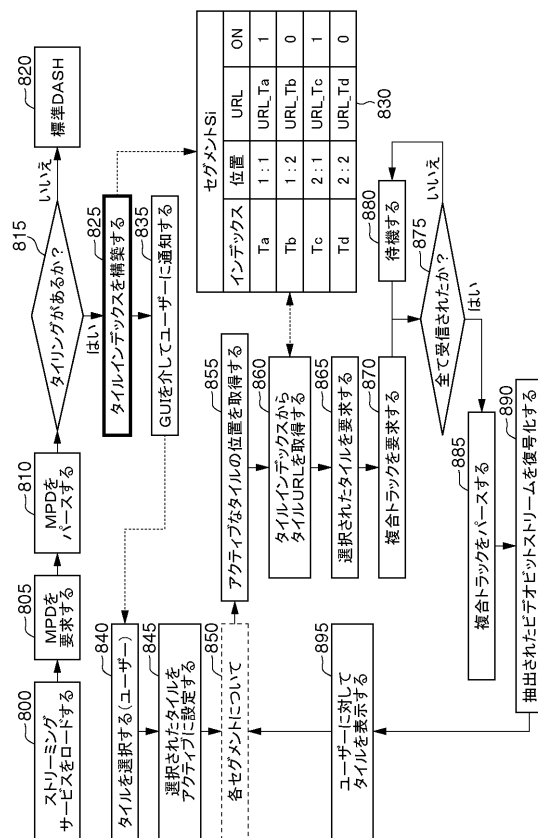 800
ストリーミング
サービスをロードする
805
MPDを
要求する
810
MPDを
パースする
815
タイリングがあるか?
いいえ
はい
820
標準DASH
825
タイルインデックスを構築する
835
GUIを介してユーザーに通知する
840
タイルを選択する(ユーザー)
845
選択されたタイルを
アクティブに設定する
850
各セグメントについて
855
アクティブなタイルの位置を取得する
860
タイルインデックスから
タイルURLを取得する
865
選択されたタイルを要求する
870
複合トラックを要求する
セグメントSi
インデックス 位置 URL ON
Ta 1:1 URL_Ta 1
Tb 1:2 URL_Tb 0
Tc 2:1 URL_Tc 1
Td 2:2 URL_Td 0
830
880
待機する
875
全て受信されたか?
いいえ
はい
885
複合トラックをパースする
890
抽出されたビデオビットストリームを復号化する
895
ユーザーに対して
タイルを表示する